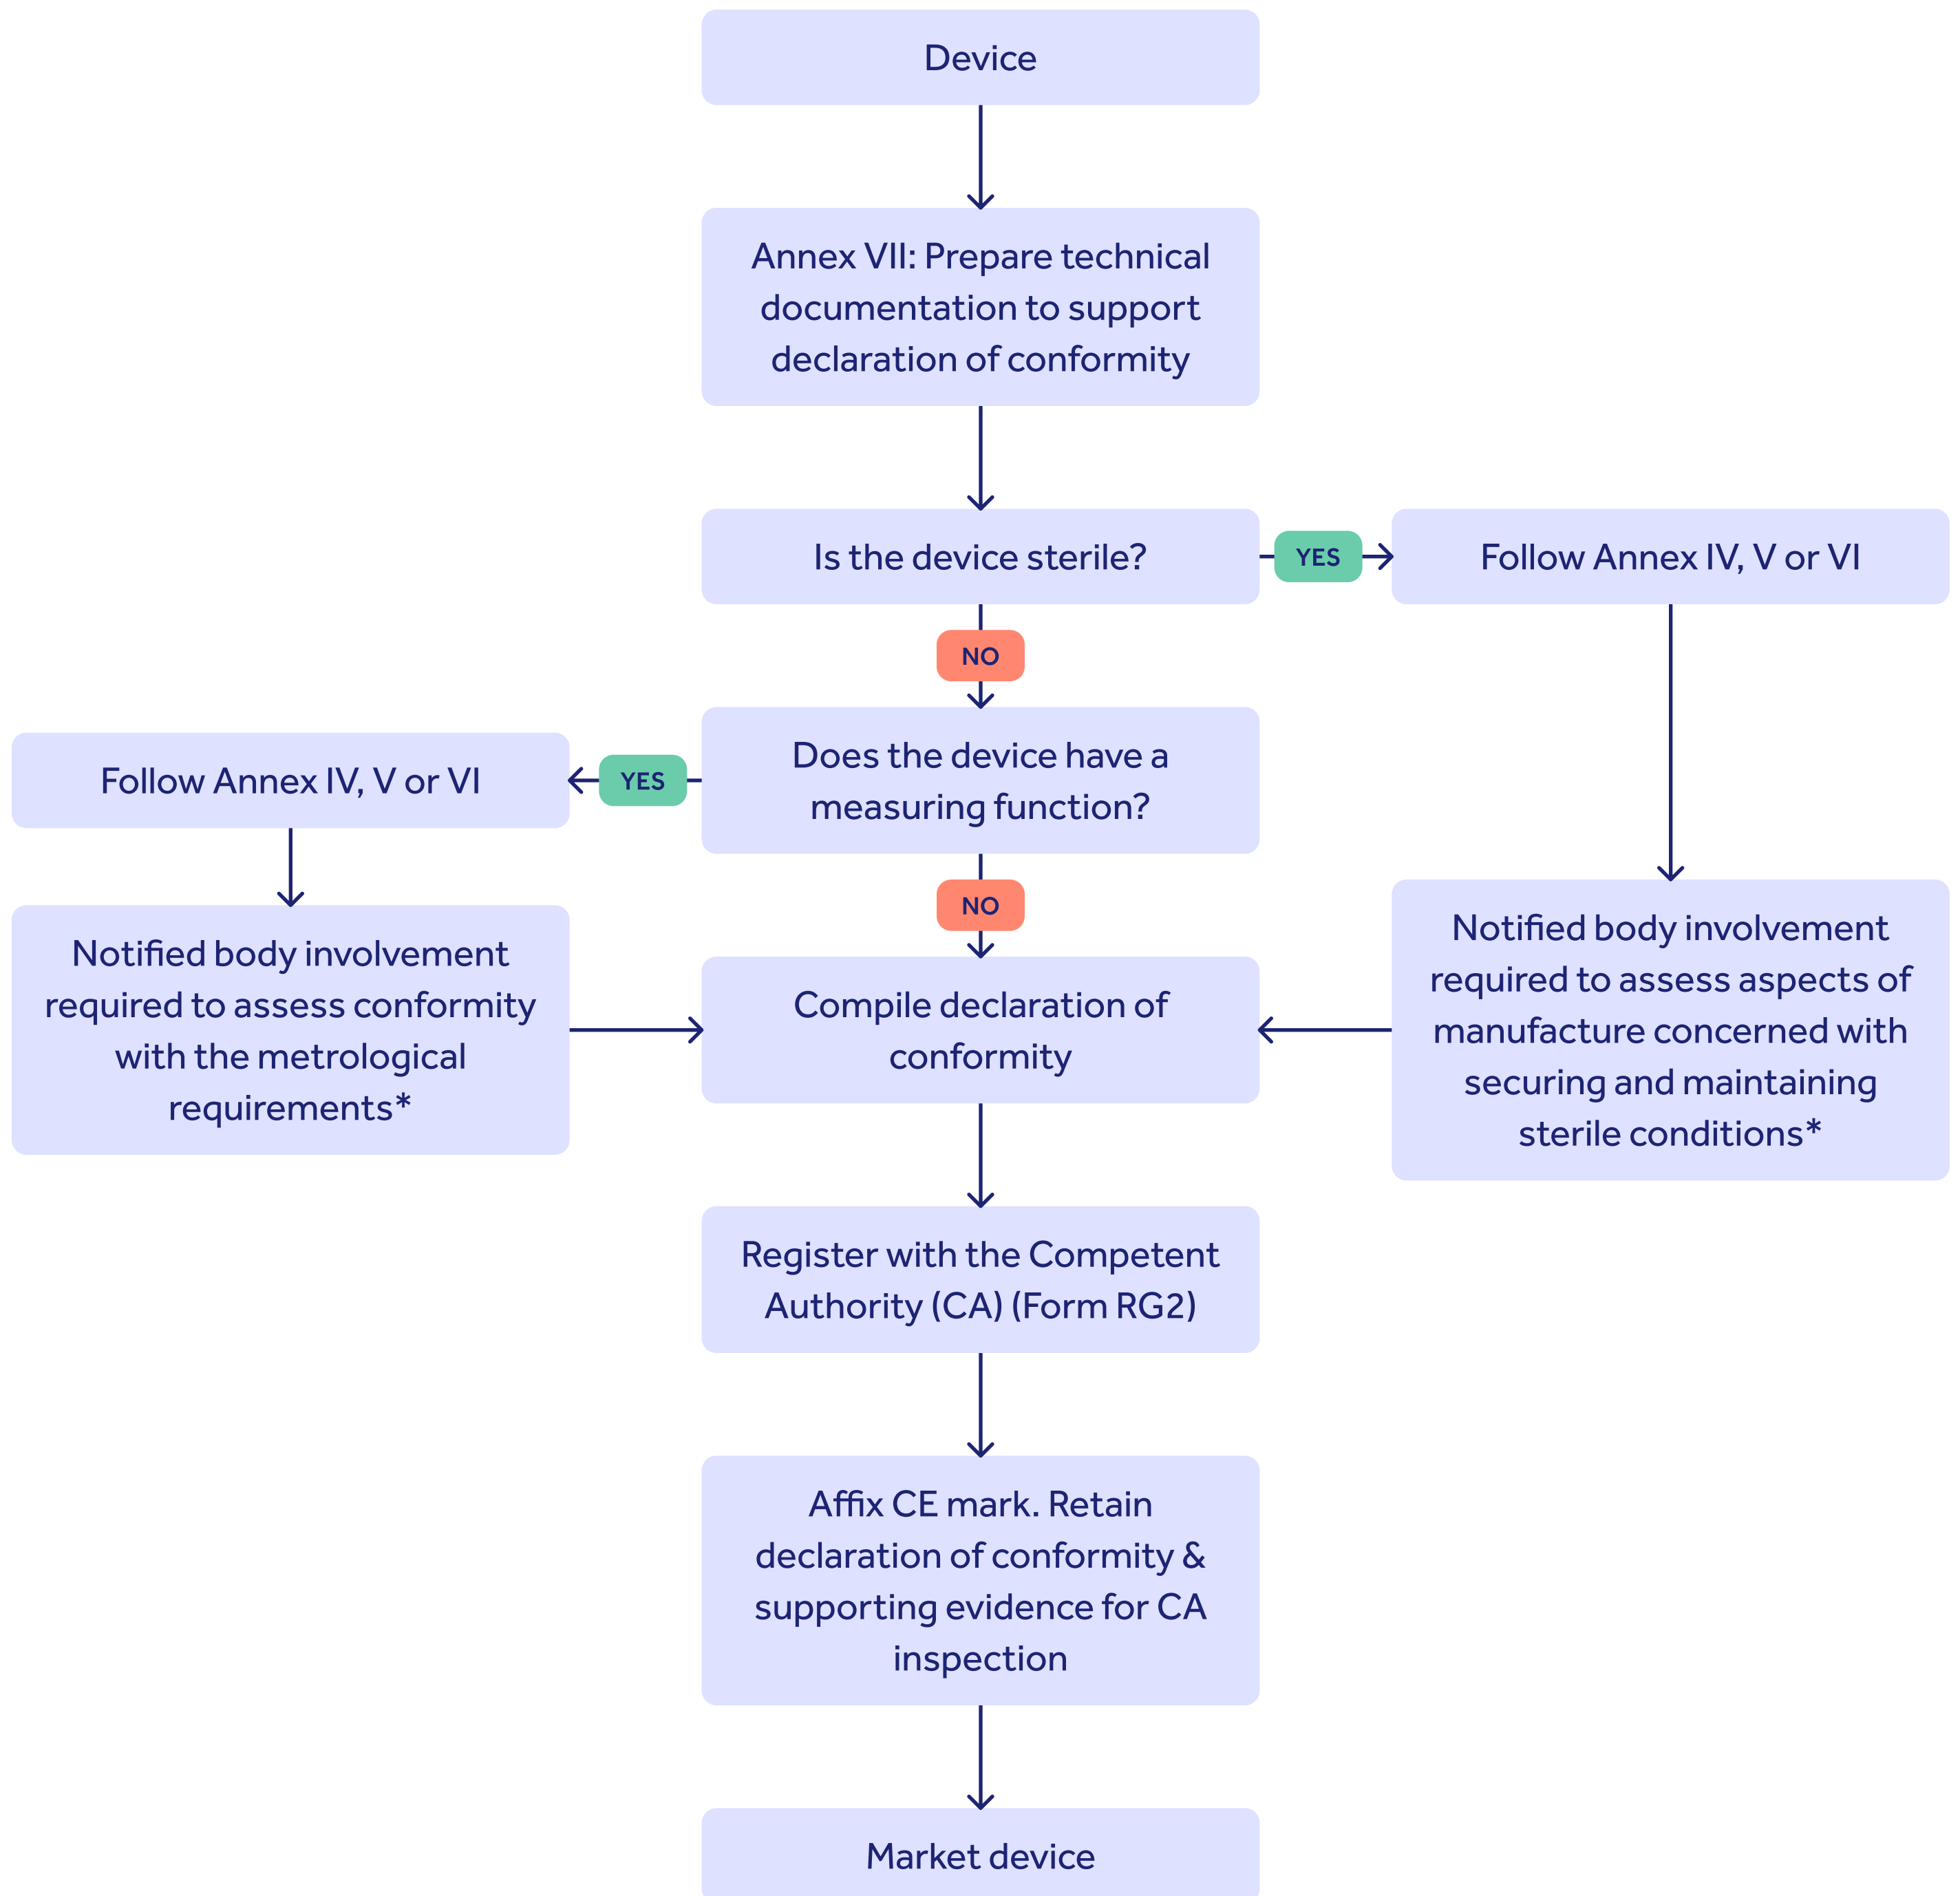 Device
Annex VII: Prepare technical
documentation to support
declaration of conformity
Is the device sterile?
YES
Follow Annex IV, V or VI
NO
Does the device have a
measuring function?
YES
Follow Annex IV, V or VI
NO
Notified body involvement
required to assess conformity
with the metrological
requirements*
Compile declaration of
conformity
Notified body involvement
required to assess aspects of
manufacture concerned with
securing and maintaining
sterile conditions*
Register with the Competent
Authority (CA) (Form RG2)
Affix CE mark. Retain
declaration of conformity &
supporting evidence for CA
inspection
Market device